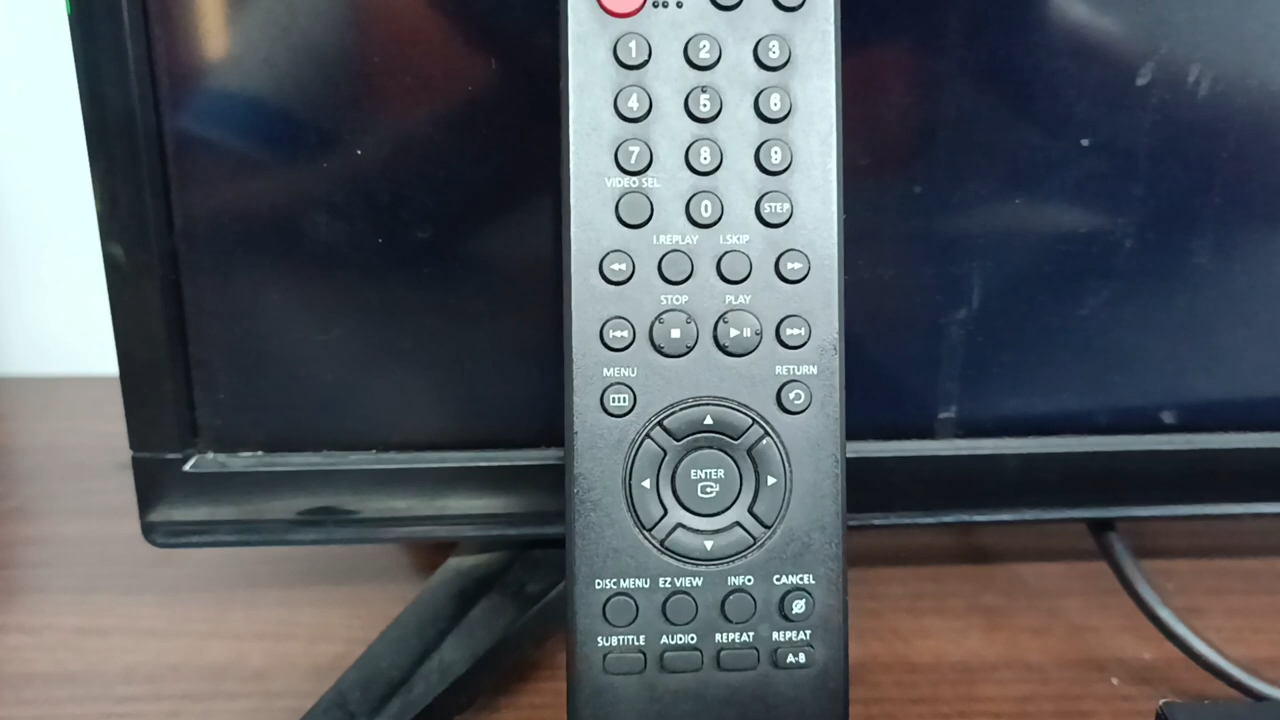 1 2 3
4 5 6
7 8 9
VIDEO SEL.
0 STEP
I.REPLAY I.SKIP
STOP PLAY
MENU RETURN
ENTER
DISC MENU EZ VIEW INFO CANCEL
SUBTITLE AUDIO REPEAT REPEAT
A-B